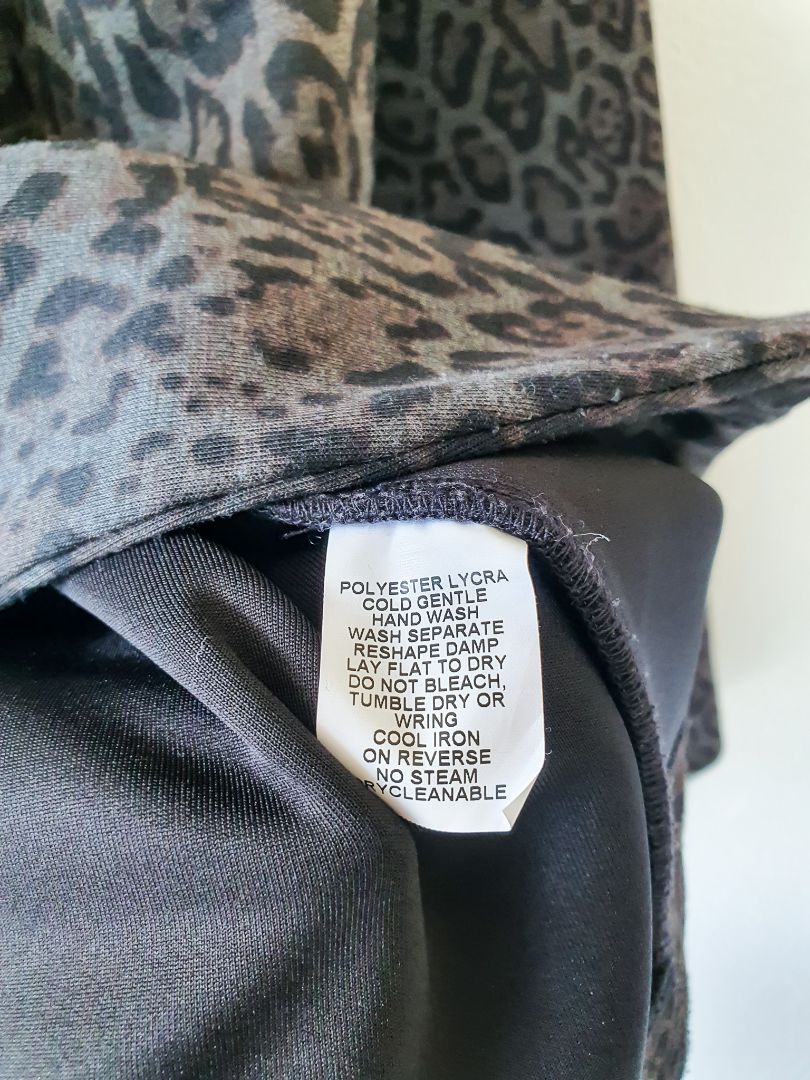 POLYESTER LYCRA
COLD GENTLE
HAND WASH
WASH SEPARATE
RESHAPE DAMP
LAY FLAT TO DRY
DO NOT BLEACH,
TUMBLE DRY OR
WRING
COOL IRON
ON REVERSE
NO STEAM
DRYCLEANABLE